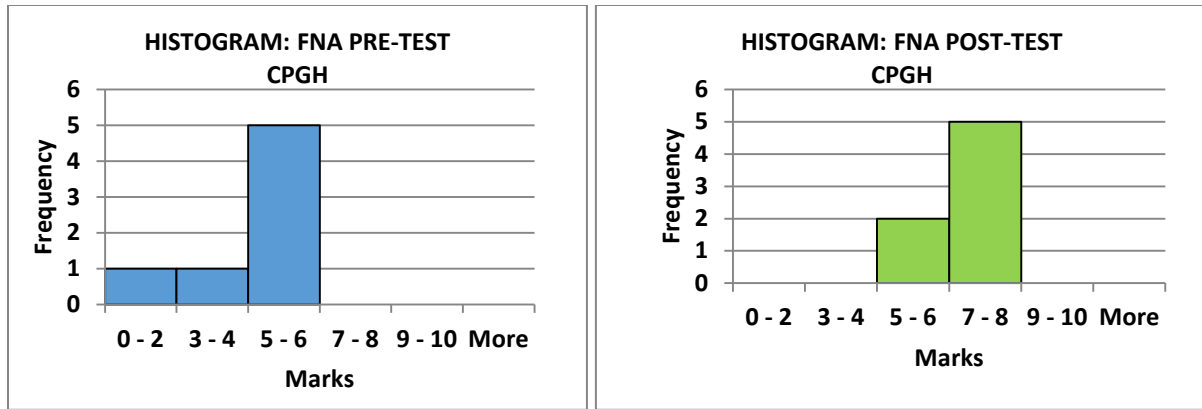 HISTOGRAM: FNA PRE-TEST
CPGH
6
5
4
3
2
1
0
Frequency
0 - 2 3 - 4 5 - 6 7 - 8 9 - 10 More
Marks
HISTOGRAM: FNA POST-TEST
CPGH
6
5
4
3
2
1
0
Frequency
0 - 2 3 - 4 5 - 6 7 - 8 9 - 10 More
Marks